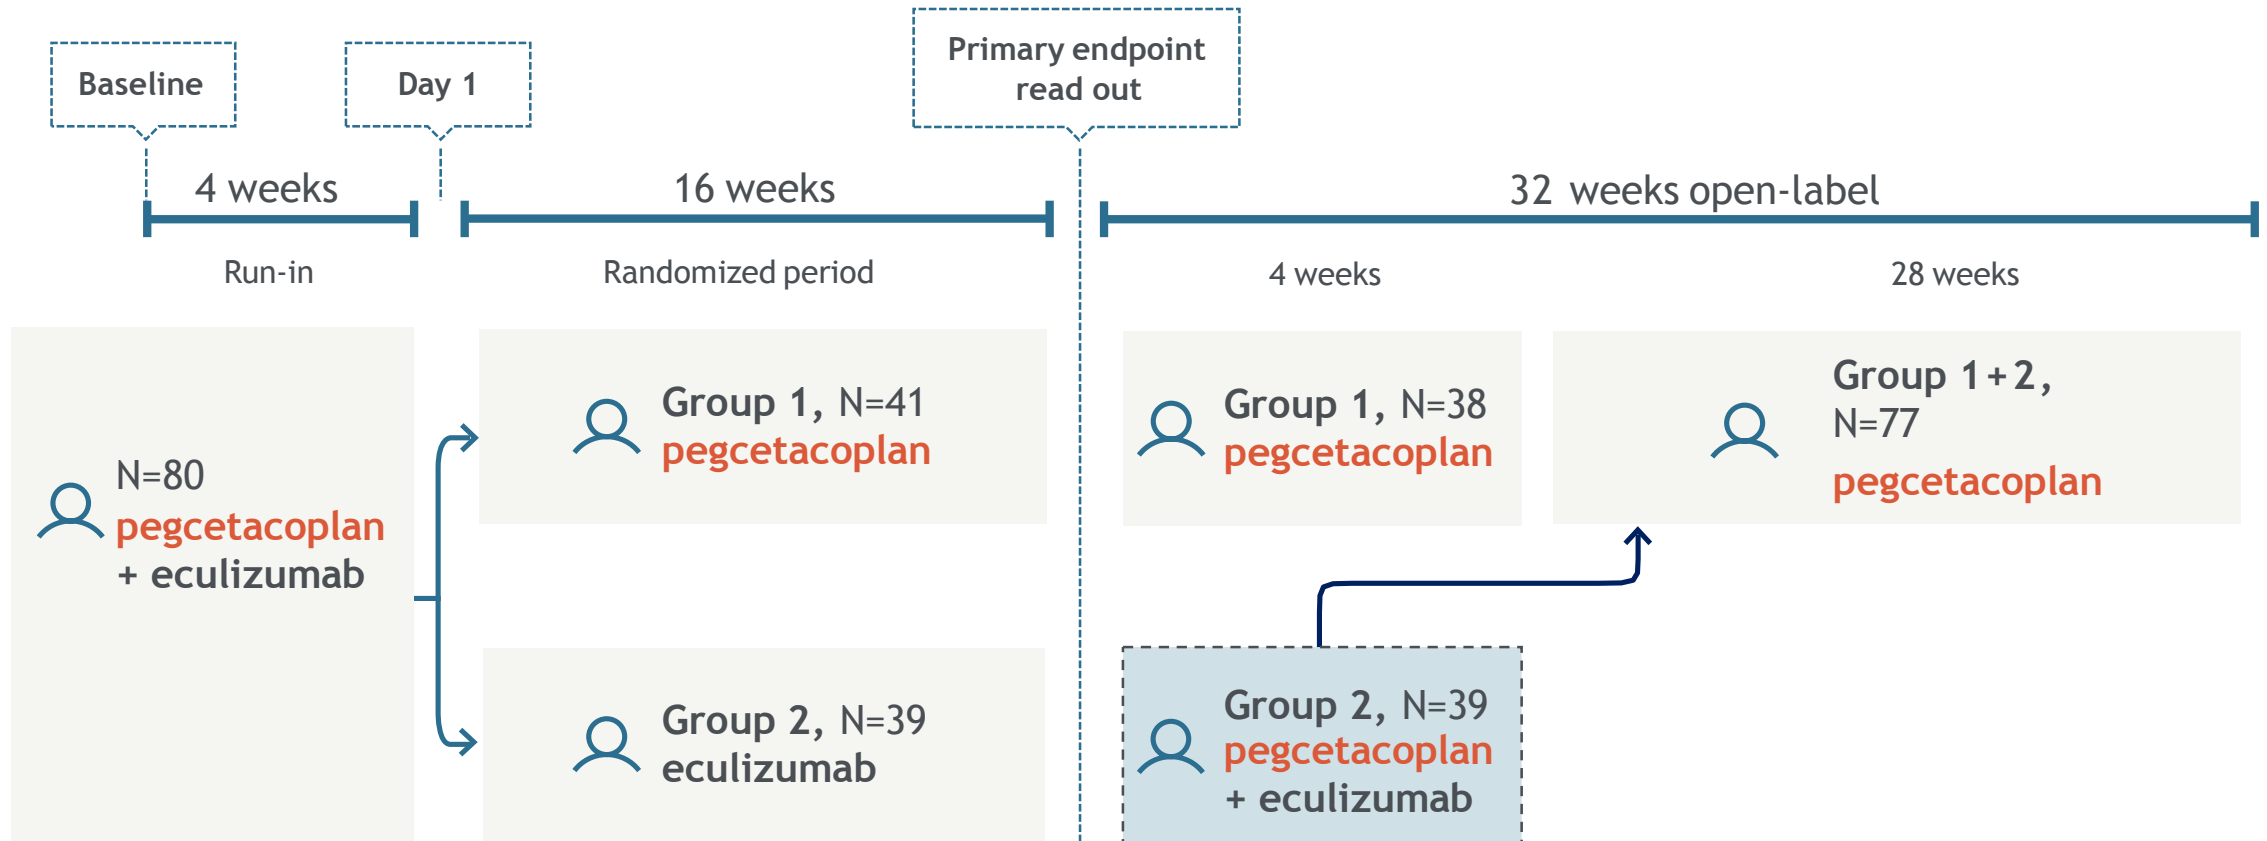 Baseline
Day 1
Primary endpoint
read out
4 weeks
16 weeks
32 weeks open-label
Run-in
Randomized period
4 weeks
28 weeks
N=80
pegcetacoplan
+ eculizumab
Group 1, N=41
pegcetacoplan
Group 2, N=39
eculizumab
Group 1, N=38
pegcetacoplan
Group 2, N=39
pegcetacoplan
+ eculizumab
Group 1+2,
N=77
pegcetacoplan